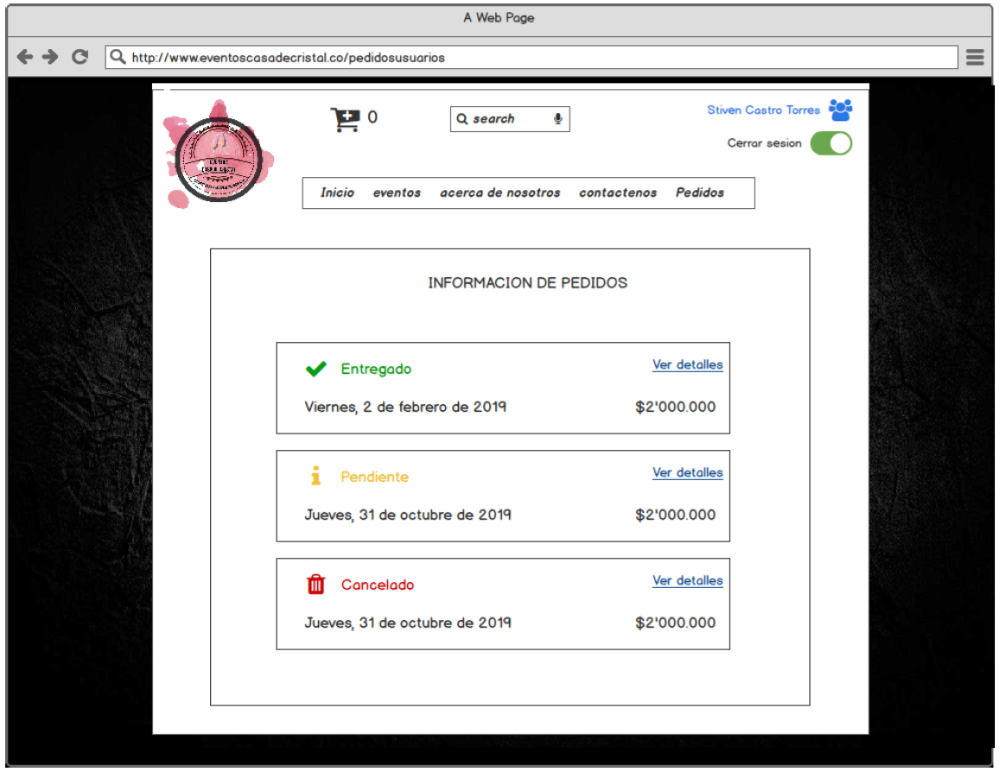 A Web Page
http://www.eventoscasadecristal.co/pedidosusuarios
0
search
Stiven Castro Torres
Cerrar sesion
Inicio eventos acerca de nosotros contactenos Pedidos
INFORMACION DE PEDIDOS
Entregado Ver detalles
Viernes, 2 de febrero de 2019 $2'000.000
Pendiente Ver detalles
Jueves, 31 de octubre de 2019 $2'000.000
Cancelado Ver detalles
Jueves, 31 de octubre de 2019 $2'000.000